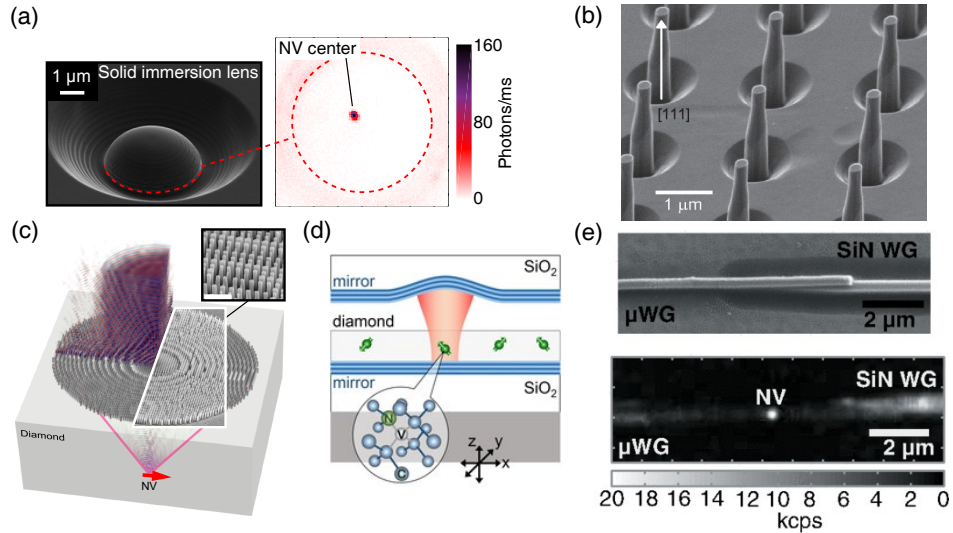 (a)
1 μm
Solid immersion lens
NV center
160
80
0
Photons/ms
(b)
[111]
1 μm
(c)
Diamond
NV
(d)
SiO₂
mirror
diamond
mirror
SiO₂
N
V
C
z
y
x
(e)
SiN WG
μWG
2 μm
NV
SiN WG
μWG
2 μm
20 18 16 14 12 10 8 6 4 2 0
kcps